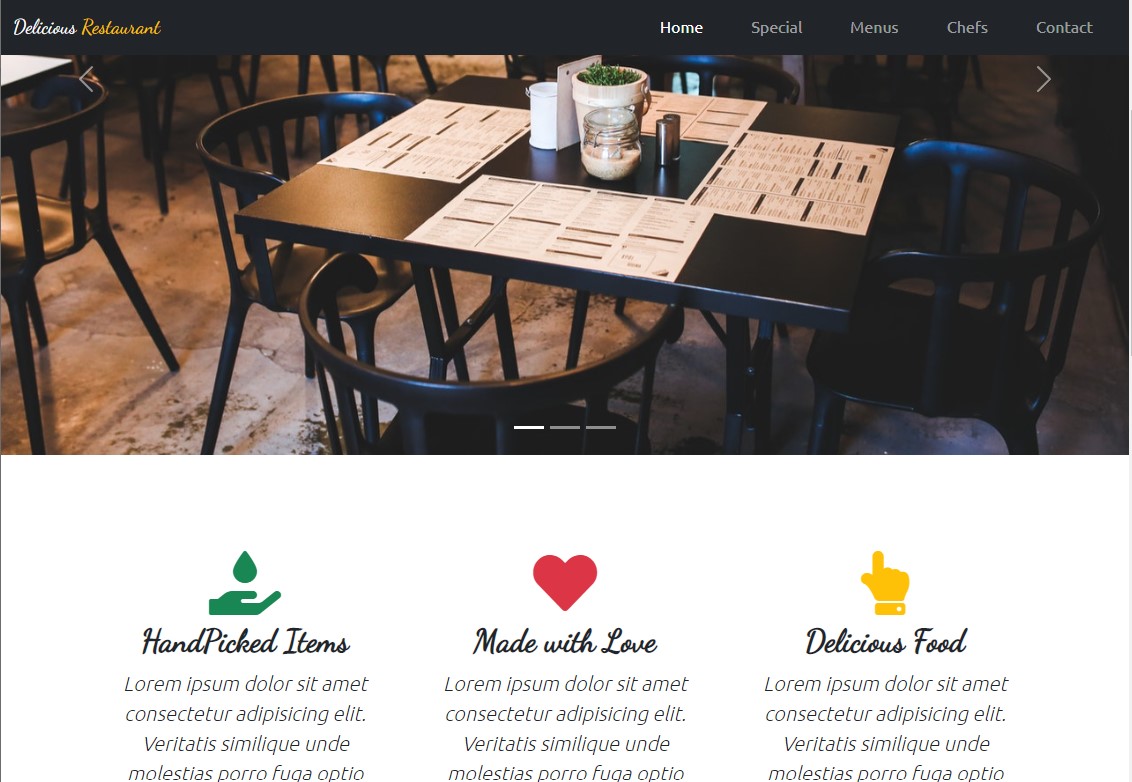 Delicious Restaurant
Home Special Menus Chefs Contact
HandPicked Items
Lorem ipsum dolor sit amet
consectetur adipisicing elit.
Veritatis similique unde
molestias porro fuga optio
Made with Love
Lorem ipsum dolor sit amet
consectetur adipisicing elit.
Veritatis similique unde
molestias porro fuga optio
Delicious Food
Lorem ipsum dolor sit amet
consectetur adipisicing elit.
Veritatis similique unde
molestias porro fuga optio